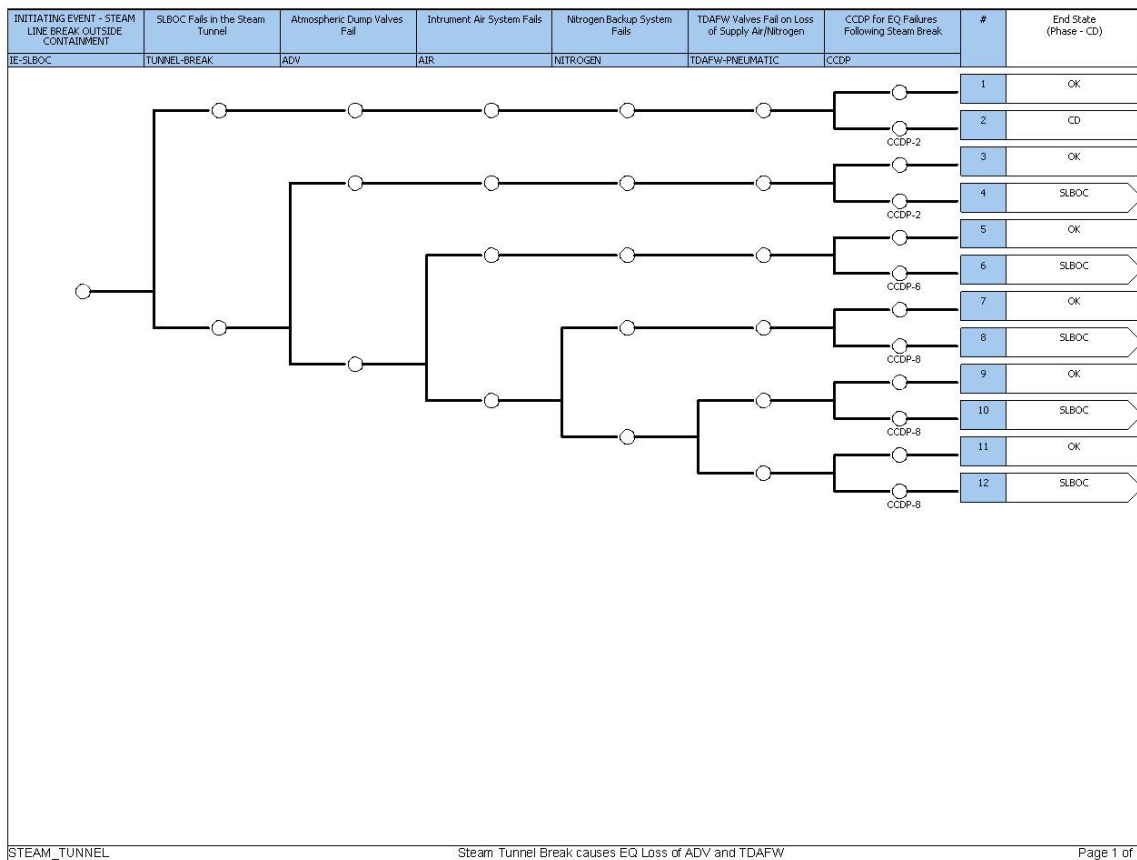 INITIATING EVENT - STEAM
LINE BREAK OUTSIDE
CONTAINMENT
SLBOC Fails in the Steam
Tunnel
Atmospheric Dump Valves
Fail
Intrument Air System Fails
Nitrogen Backup System
Fails
TDAFW Valves Fail on Loss
of Supply Air/Nitrogen
CCDP for EQ Failures
Following Steam Break
#
End State
(Phase - CD)
IE-SLBOC
TUNNEL-BREAK
ADV
AIR
NITROGEN
TDAFW-PNEUMATIC
CCDP
1 OK
2 CD
CCDP-2
3 OK
4 SLBOC
CCDP-2
5 OK
6 SLBOC
CCDP-6
7 OK
8 SLBOC
CCDP-8
9 OK
10 SLBOC
CCDP-8
11 OK
12 SLBOC
CCDP-8
STEAM_TUNNEL
Steam Tunnel Break causes EQ Loss of ADV and TDAFW
Page 1 of